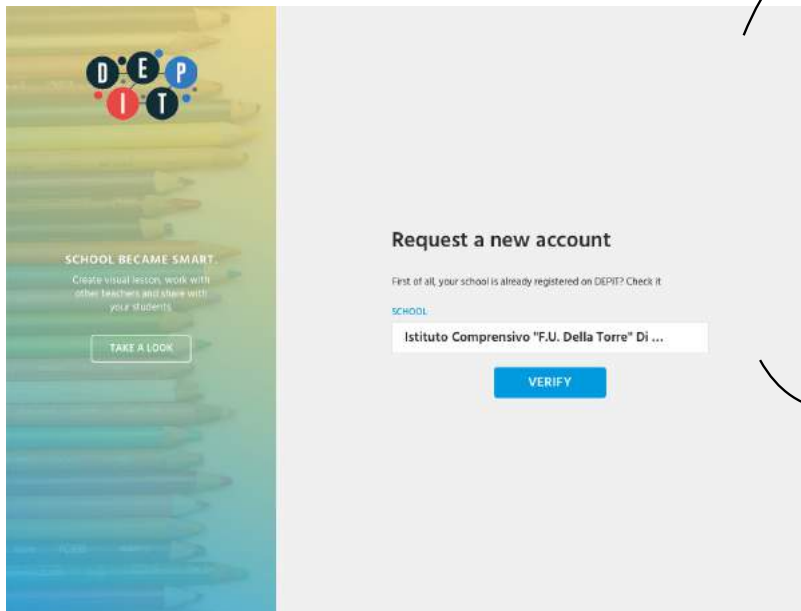 DEPIT
SCHOOL BECAME SMART.
Create visual lesson, work with
other teachers and share with
your students
TAKE A LOOK
Request a new account
First of all, your school is already registered on DEPIT? Check it
SCHOOL
Istituto Comprensivo "F.U. Della Torre" Di ...
VERIFY